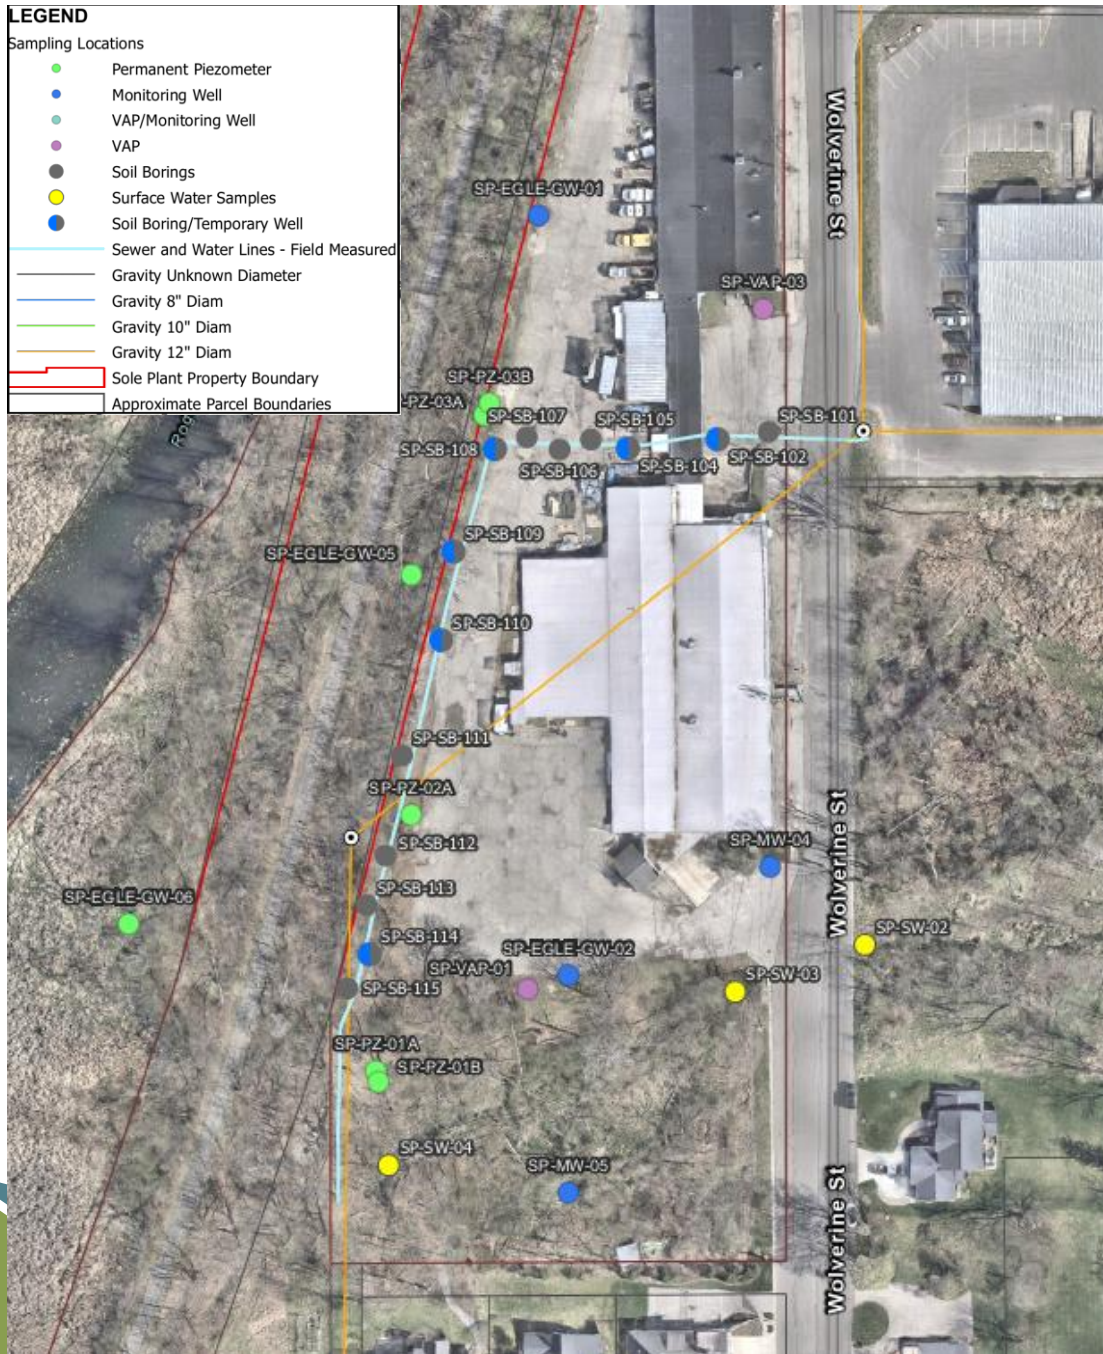 LEGEND
Sampling Locations
Permanent Piezometer
Monitoring Well
VAP/Monitoring Well
VAP
Soil Borings
Surface Water Samples
Soil Boring/Temporary Well
Sewer and Water Lines - Field Measured
Gravity Unknown Diameter
Gravity 8" Diam
Gravity 10" Diam
Gravity 12" Diam
Sole Plant Property Boundary
Approximate Parcel Boundaries
Wolverine St
SP-EGLE-GW-01
SP-VAP-03
SP-PZ-03B
PZ-03A
SP-SB-107
SP-SB-105
SP-SB-101
SP-SB-108
SP-SB-106
SP-SB-104
SP-SB-102
Rog
SP-SB-109
SP-EGLE-GW-05
SP-SB-110
SP-SB-111
SP-PZ-02A
SP-SB-112
SP-MW-04
Wolverine St
SP-SB-113
SP-EGLE-GW-06
SP-SB-114
SP-EGLE-GW-02
SP-SW-02
SP-VAP-01
SP-SW-03
SP-SB-115
SP-PZ-01A
SP-PZ-01B
SP-SW-04
SP-MW-05
Wolverine St